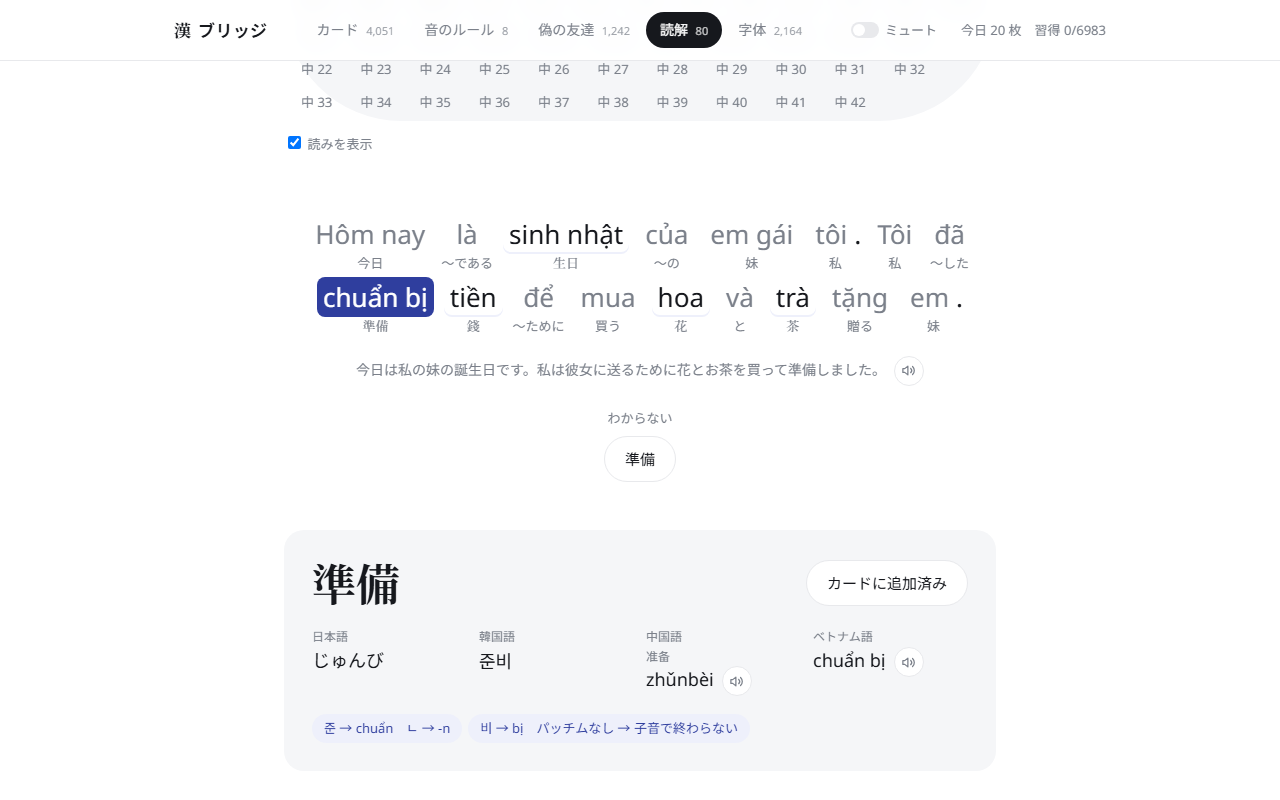 漢 ブリッジ カード 4,051 音のルール 8 偽の友達 1,242 読解 80 字体 2,164 ミュート 今日 20 枚 習得 0/6983
中 22 中 23 中 24 中 25 中 26 中 27 中 28 中 29 中 30 中 31 中 32
中 33 中 34 中 35 中 36 中 37 中 38 中 39 中 40 中 41 中 42
読みを表示
Hôm nay là sinh nhật của em gái tôi . Tôi đã
今日 〜である 生日 〜の 妹 私 私 〜した
chuẩn bị tiền để mua hoa và trà tặng em .
準備 錢 〜ために 買う 花 と 茶 贈る 妹
今日は私の妹の誕生日です。私は彼女に送るために花とお茶を買って準備しました。
わからない
準備
準備 カードに追加済み
日本語 韓国語 中国語 ベトナム語
じゅんび 준비 准备 chuẩn bị
zhǔnbèi
준 → chuẩn ㄴ → -n 비 → bị パッチムなし → 子音で終わらない